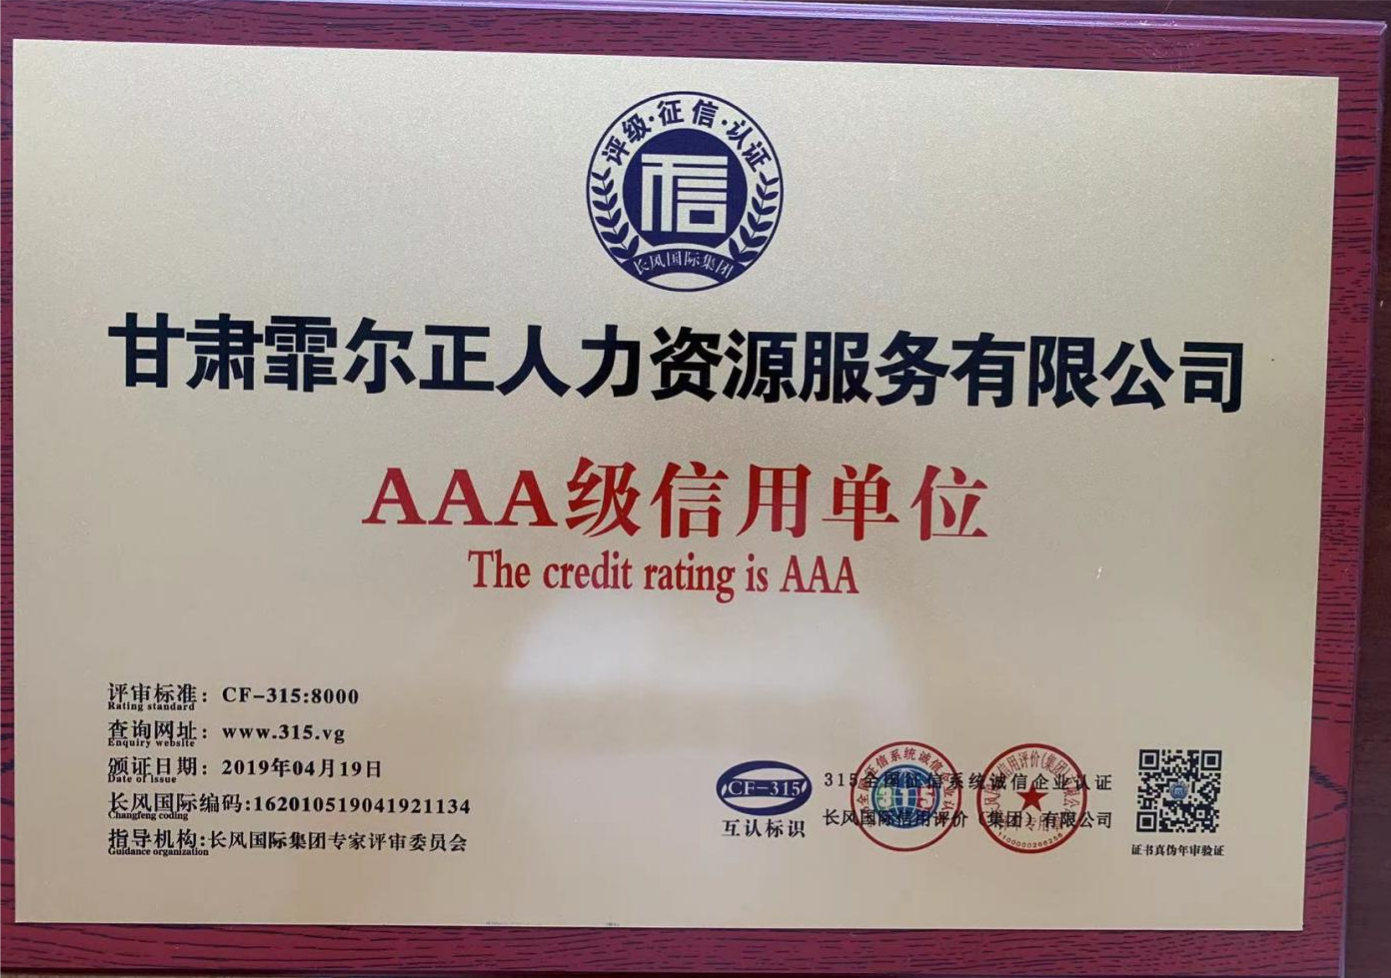 评级·征信·认证
信
长风国际集团
甘肃霏尔正人力资源服务有限公司
AAA级信用单位
The credit rating is AAA
评审标准：CF-315:8000
Rating standard
查询网址：www.315.vg
Enquiry website
颁证日期：2019年04月19日
Date of issue
长风国际编码:162010519041921134
Changfeng coding
指导机构:长风国际集团专家评审委员会
Guidance organization
CF-315
互认标识
315全国征信系统诚信企业认证
长风国际信用评价（集团）有限公司
315
证书真伪年审验证